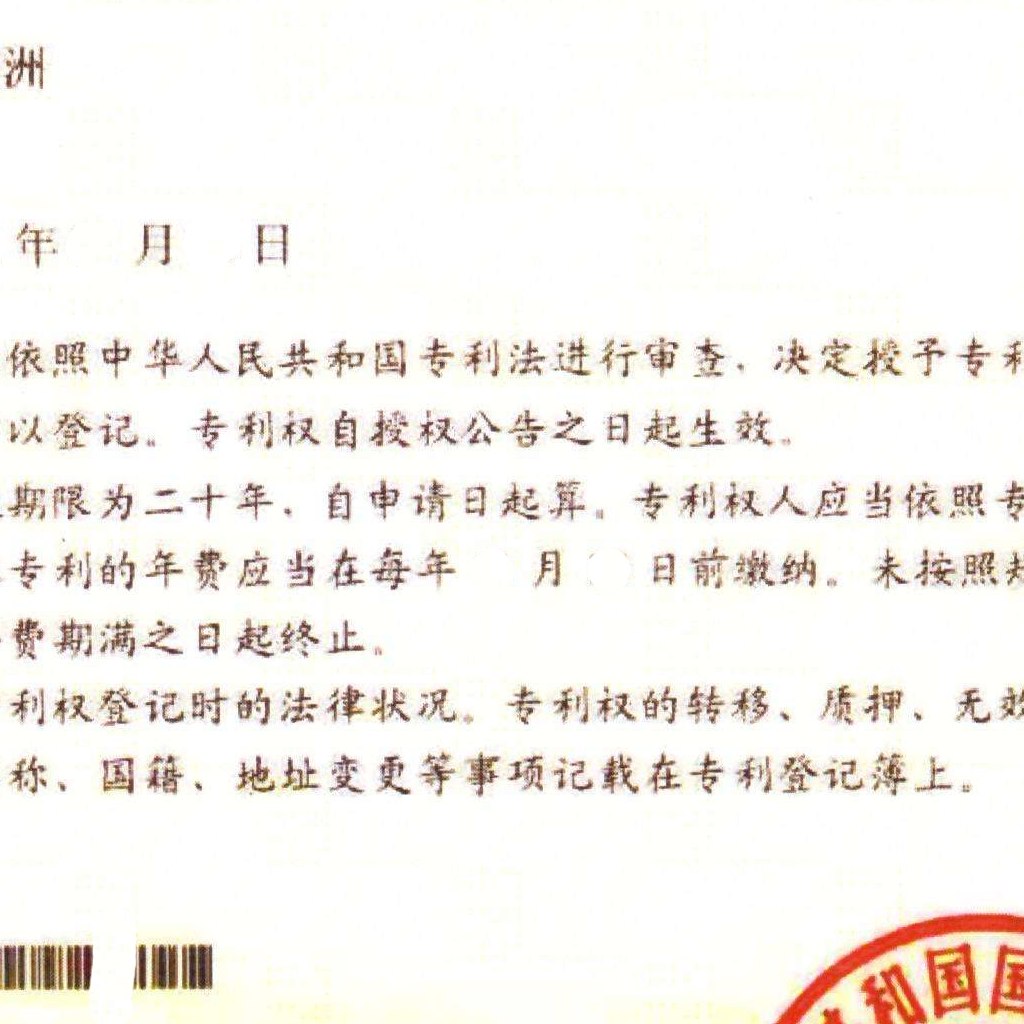 洲
年 月 日
依照中华人民共和国专利法进行审查，决定授予专利
以登记。专利权自授权公告之日起生效。
期限为二十年，自申请日起算。专利权人应当依照专
专利的年费应当在每年 月 日前缴纳。未按照规
费期满之日起终止。
利权登记时的法律状况。专利权的转移、质押、无效
称、国籍、地址变更等事项记载在专利登记簿上。
和国国